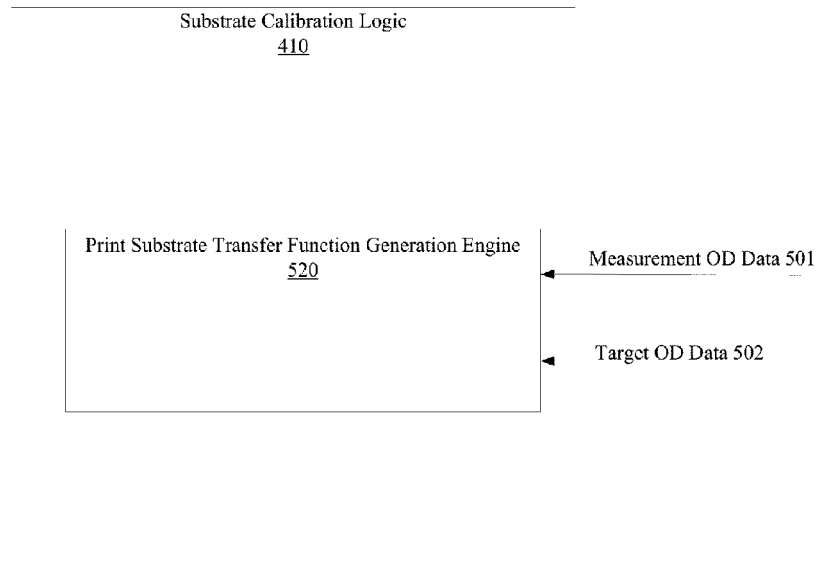 Substrate Calibration Logic
410
Print Substrate Transfer Function Generation Engine
520
Measurement OD Data 501
Target OD Data 502